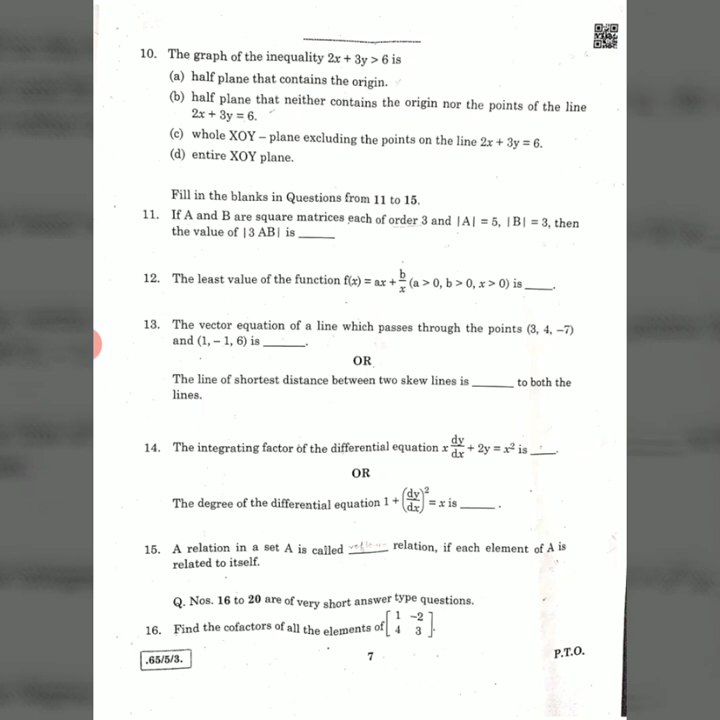 10. The graph of the inequality 2x + 3y > 6 is
(a) half plane that contains the origin.
(b) half plane that neither contains the origin nor the points of the line
2x + 3y = 6.
(c) whole XOY – plane excluding the points on the line 2x + 3y = 6.
(d) entire XOY plane.
Fill in the blanks in Questions from 11 to 15.
11. If A and B are square matrices each of order 3 and |A| = 5, |B| = 3, then
the value of |3 AB| is ______
12. The least value of the function f(x) = ax + b/x (a > 0, b > 0, x > 0) is _____.
13. The vector equation of a line which passes through the points (3, 4, –7)
and (1, – 1, 6) is _______.
OR
The line of shortest distance between two skew lines is _______ to both the
lines.
14. The integrating factor of the differential equation x dy/dx + 2y = x² is _____.
OR
The degree of the differential equation 1 + (dy/dx)² = x is ______ .
15. A relation in a set A is called ______ relation, if each element of A is
related to itself.
Q. Nos. 16 to 20 are of very short answer type questions.
16. Find the cofactors of all the elements of [1 –2
4 3].
.65/5/3. 7 P.T.O.